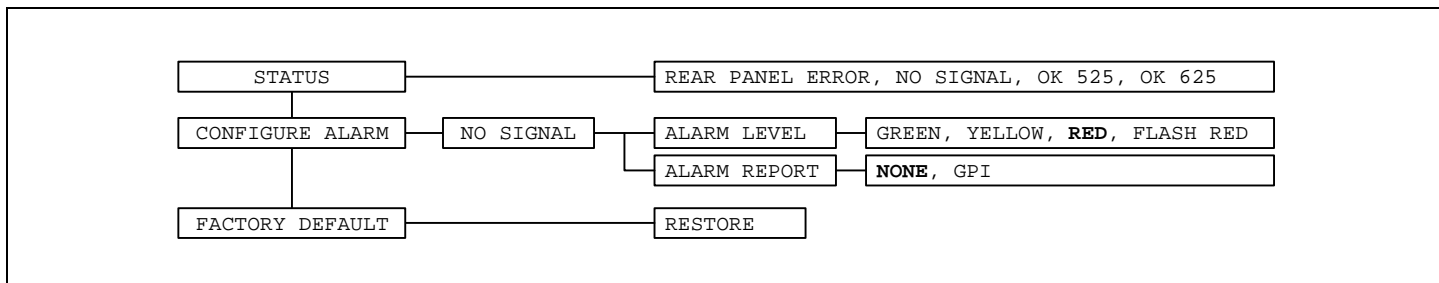 STATUS
REAR PANEL ERROR, NO SIGNAL, OK 525, OK 625
CONFIGURE ALARM
NO SIGNAL
ALARM LEVEL
GREEN, YELLOW, RED, FLASH RED
ALARM REPORT
NONE, GPI
FACTORY DEFAULT
RESTORE